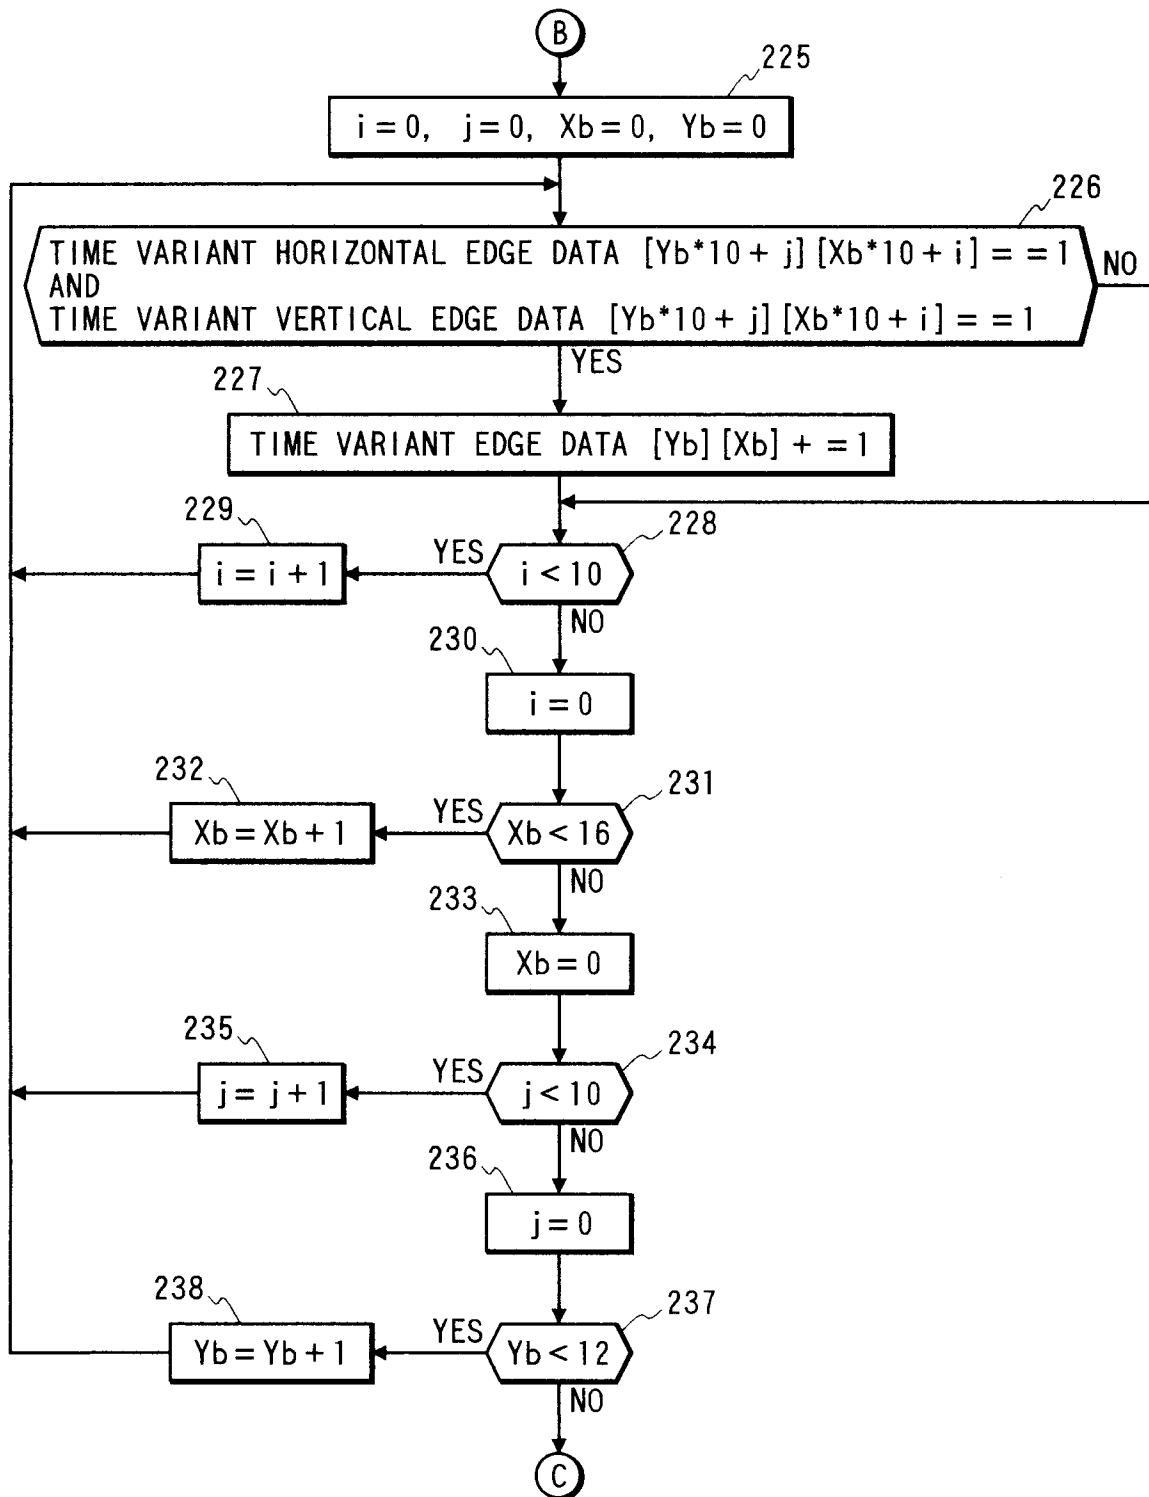 B
225
i=0, j=0, Xb=0, Yb=0
226
TIME VARIANT HORIZONTAL EDGE DATA [Yb*10 + j] [Xb*10 + i] = = 1
AND
TIME VARIANT VERTICAL EDGE DATA [Yb*10 + j] [Xb*10 + i] = = 1
NO
YES
227
TIME VARIANT EDGE DATA [Yb] [Xb] + = 1
229
228
i = i + 1
YES
i < 10
NO
230
i = 0
232
231
Xb = Xb + 1
YES
Xb < 16
NO
233
Xb = 0
235
234
j = j + 1
YES
j < 10
NO
236
j = 0
238
237
Yb = Yb + 1
YES
Yb < 12
NO
C